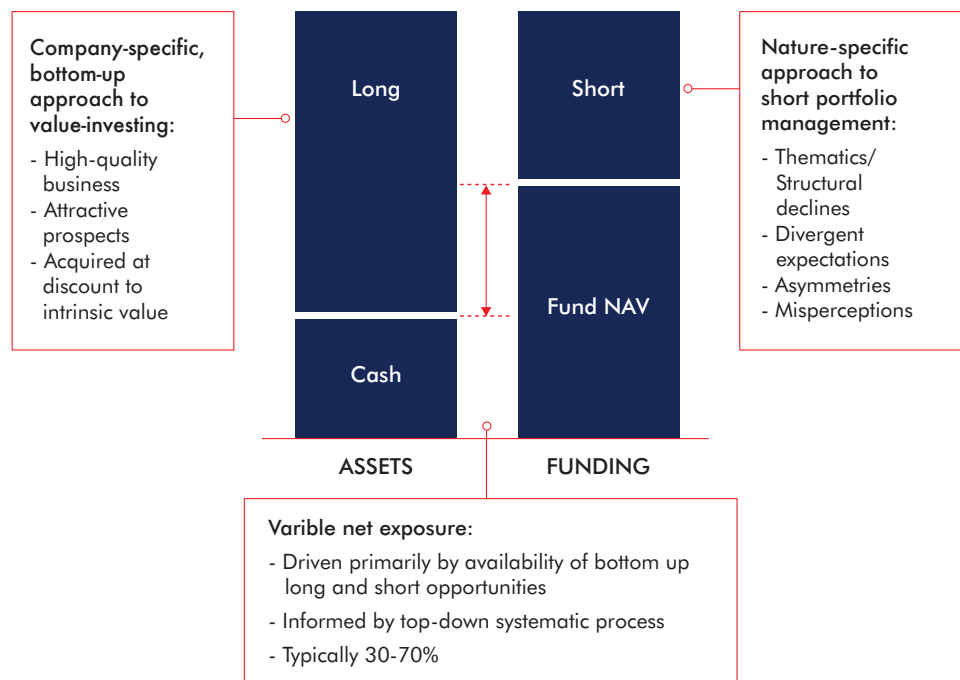 Company-specific,
bottom-up
approach to
value-investing:
- High-quality
business
- Attractive
prospects
- Acquired at
discount to
intrinsic value
Long
Cash
ASSETS
Short
Fund NAV
FUNDING
Nature-specific
approach to
short portfolio
management:
- Thematics/
Structural
declines
- Divergent
expectations
- Asymmetries
- Misperceptions
Varible net exposure:
- Driven primarily by availability of bottom up
long and short opportunities
- Informed by top-down systematic process
- Typically 30-70%